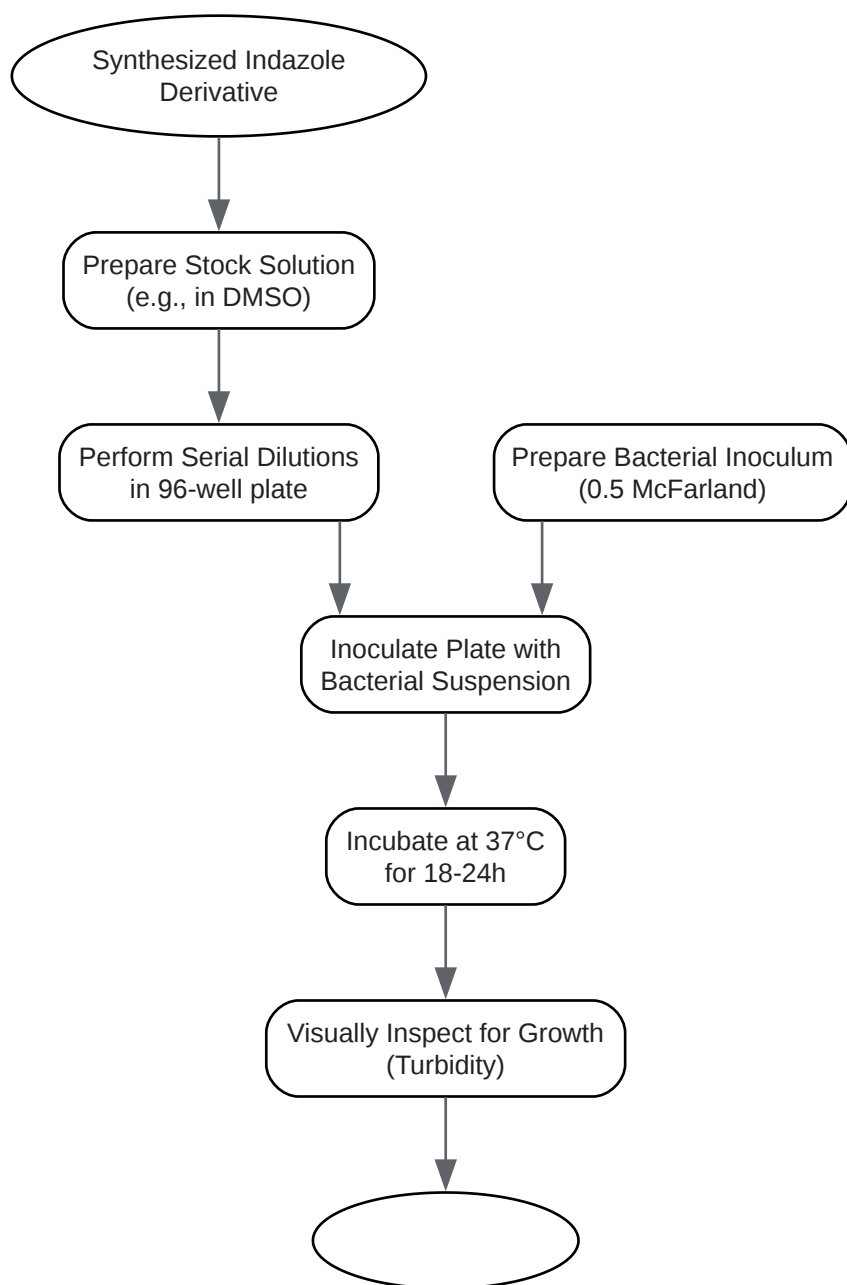 Synthesized Indazole
Derivative
Prepare Stock Solution
(e.g., in DMSO)
Perform Serial Dilutions
in 96-well plate
Prepare Bacterial Inoculum
(0.5 McFarland)
Inoculate Plate with
Bacterial Suspension
Incubate at 37°C
for 18-24h
Visually Inspect for Growth
(Turbidity)